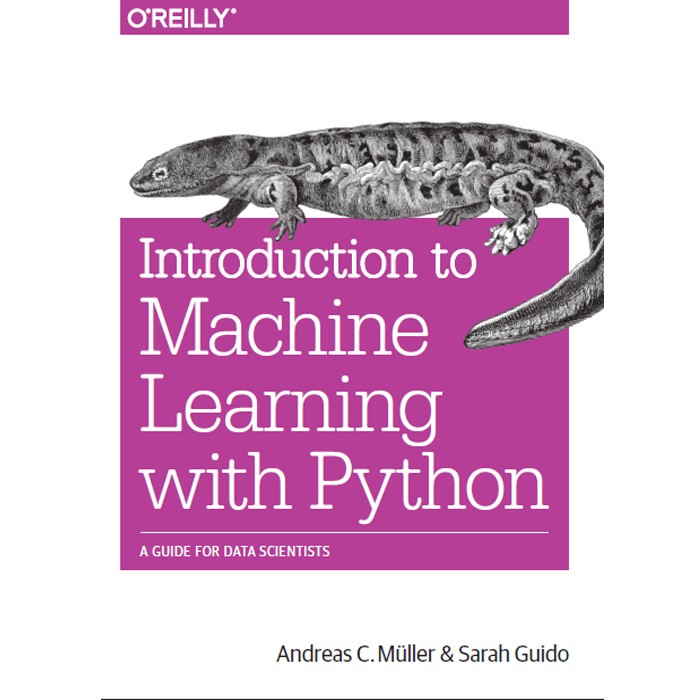 O'REILLY®
Introduction to
Machine
Learning
with Python
A GUIDE FOR DATA SCIENTISTS
Andreas C. Müller & Sarah Guido